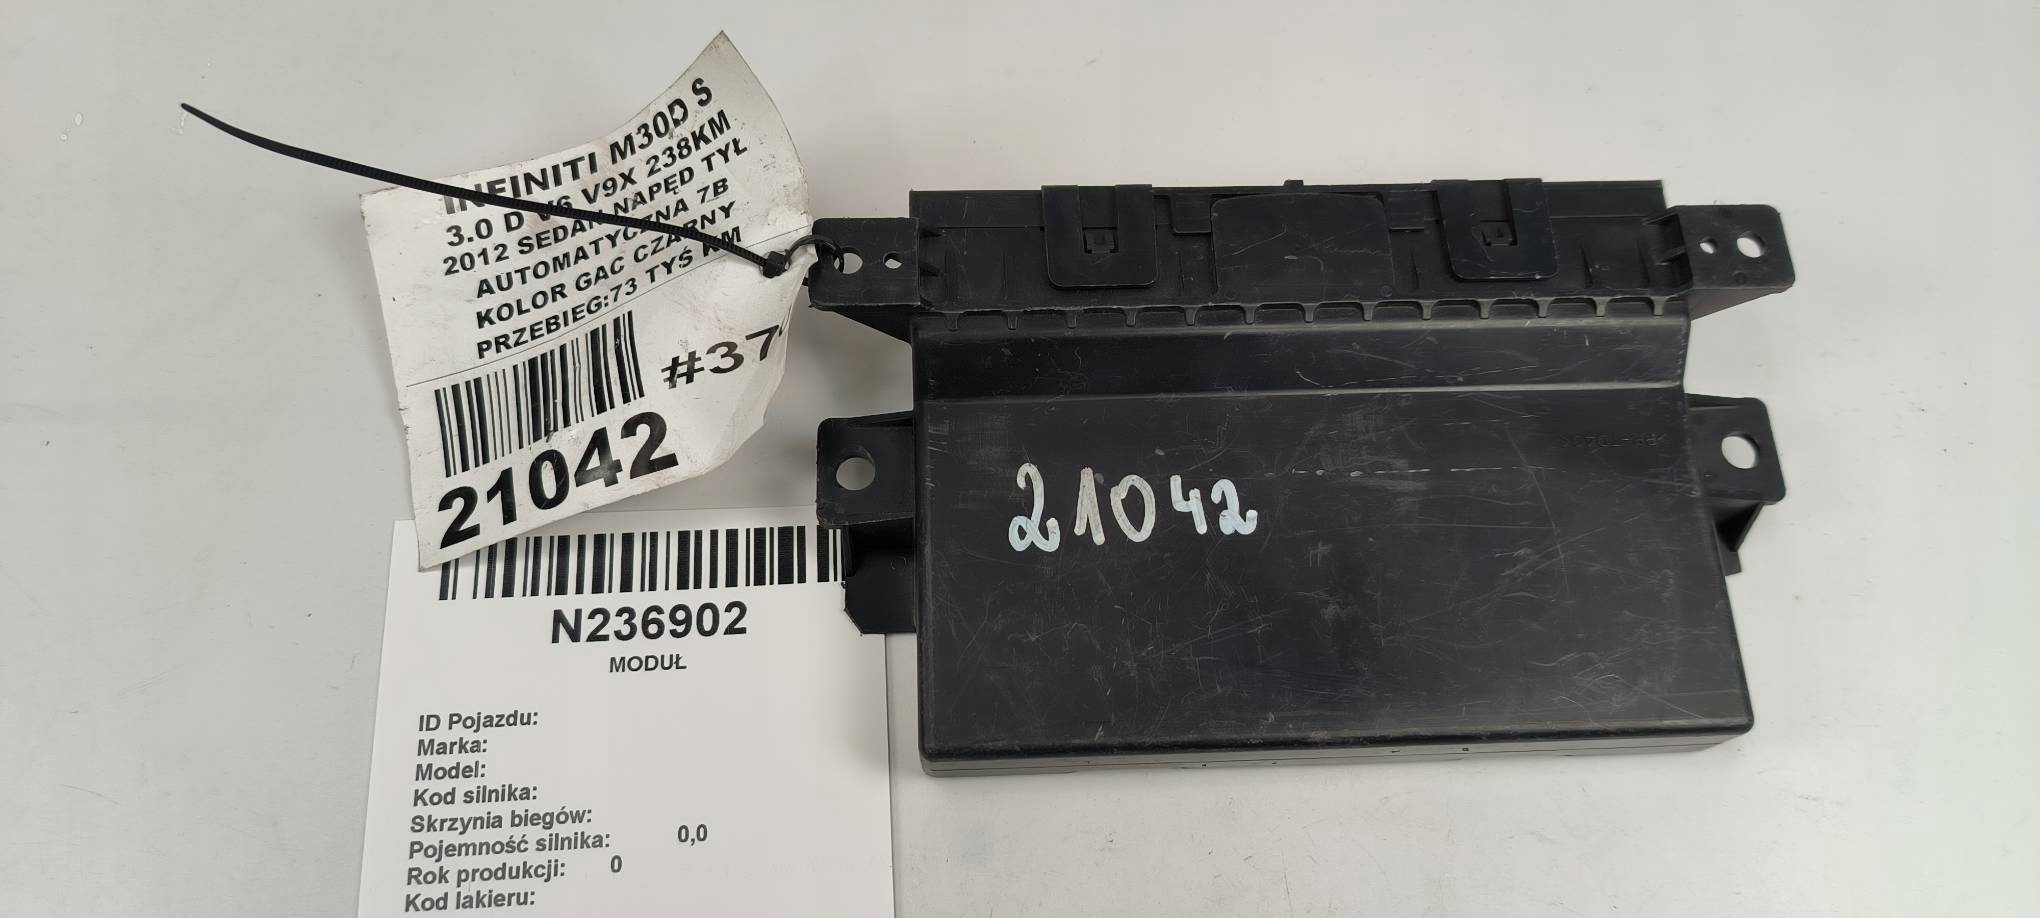 INFINITI M30D S
3.0 D V6 V9X 238KM
2012 SEDAN NAPĘD TYŁ
AUTOMATYCZNA 7B
KOLOR GAC CZARNY
PRZEBIEG:73 TYŚ KM
#37
21042
N236902
MODUŁ
ID Pojazdu:
Marka:
Model:
Kod silnika:
Skrzynia biegów:
Pojemność silnika: 0,0
Rok produkcji: 0
Kod lakieru:
21042